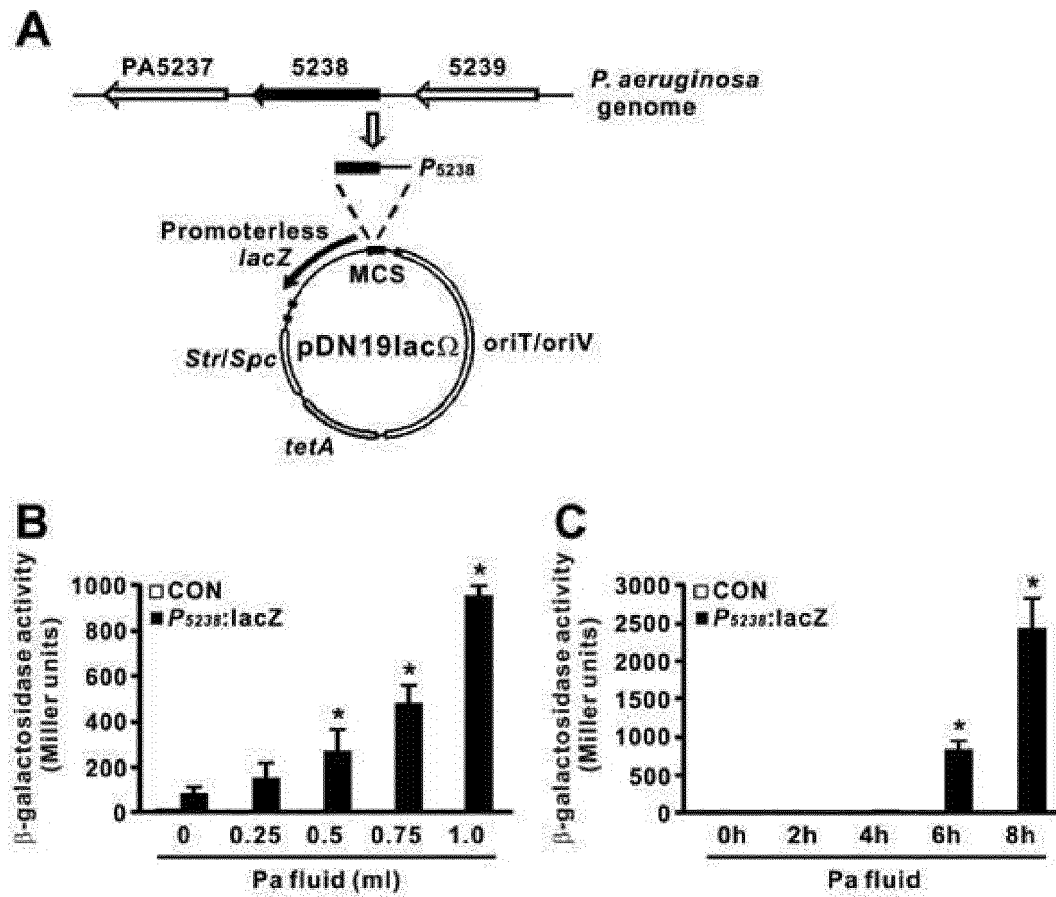 A
PA5237 5238 5239 P. aeruginosa
genome
P5238
Promoterless
lacZ
MCS
Str/Spc pDN19lacΩ oriT/oriV
tetA
B
β-galactosidase activity
(Miller units)
1000
800
600
400
200
0
CON
P5238:lacZ
* * *
0 0.25 0.5 0.75 1.0
Pa fluid (ml)
C
β-galactosidase activity
(Miller units)
3000
2500
2000
1500
1000
500
0
CON
P5238:lacZ
* *
0h 2h 4h 6h 8h
Pa fluid